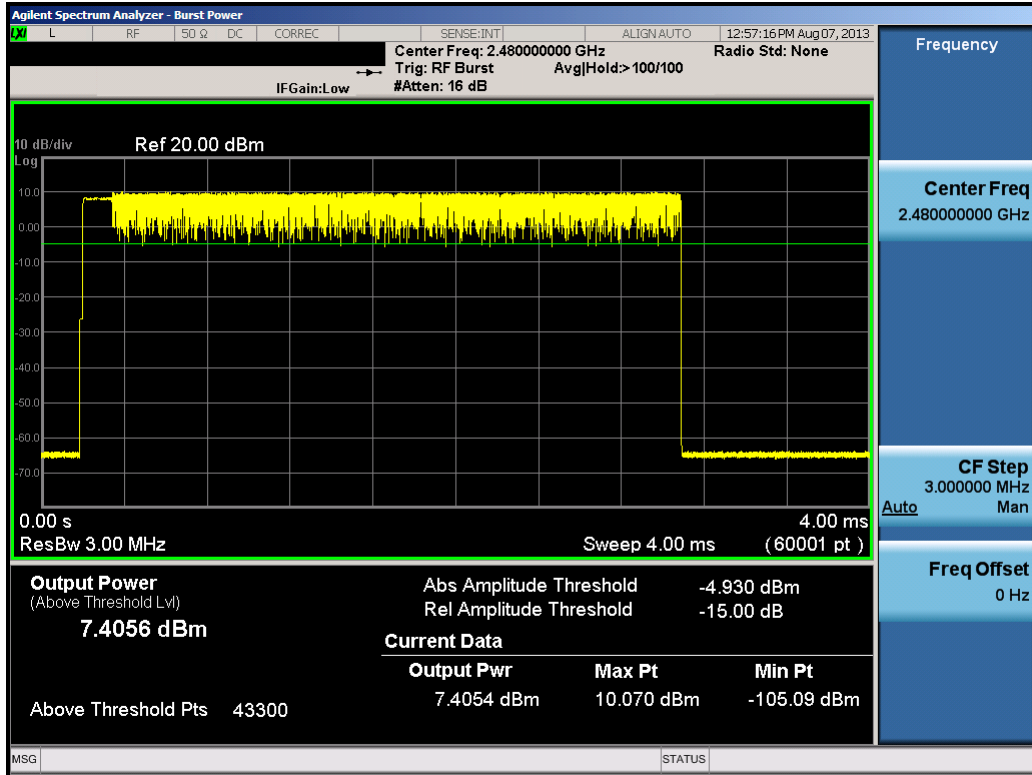 Agilent Spectrum Analyzer - Burst Power
LXI L RF 50 Ω DC CORREC SENSE:INT ALIGN AUTO 12:57:16 PM Aug 07, 2013
Center Freq: 2.480000000 GHz Radio Std: None
Trig: RF Burst Avg|Hold:> 100/100
IFGain:Low #Atten: 16 dB
10 dB/div Ref 20.00 dBm
Log
10.0
0.00
-10.0
-20.0
-30.0
-40.0
-50.0
-60.0
-70.0
0.00 s 4.00 ms
ResBw 3.00 MHz Sweep 4.00 ms (60001 pt )
Output Power
(Above Threshold Lvl)
7.4056 dBm
Above Threshold Pts 43300
Abs Amplitude Threshold -4.930 dBm
Rel Amplitude Threshold -15.00 dB
Current Data
Output Pwr Max Pt Min Pt
7.4054 dBm 10.070 dBm -105.09 dBm
Frequency
Center Freq
2.480000000 GHz
CF Step
3.000000 MHz
Auto Man
Freq Offset
0 Hz
MSG STATUS